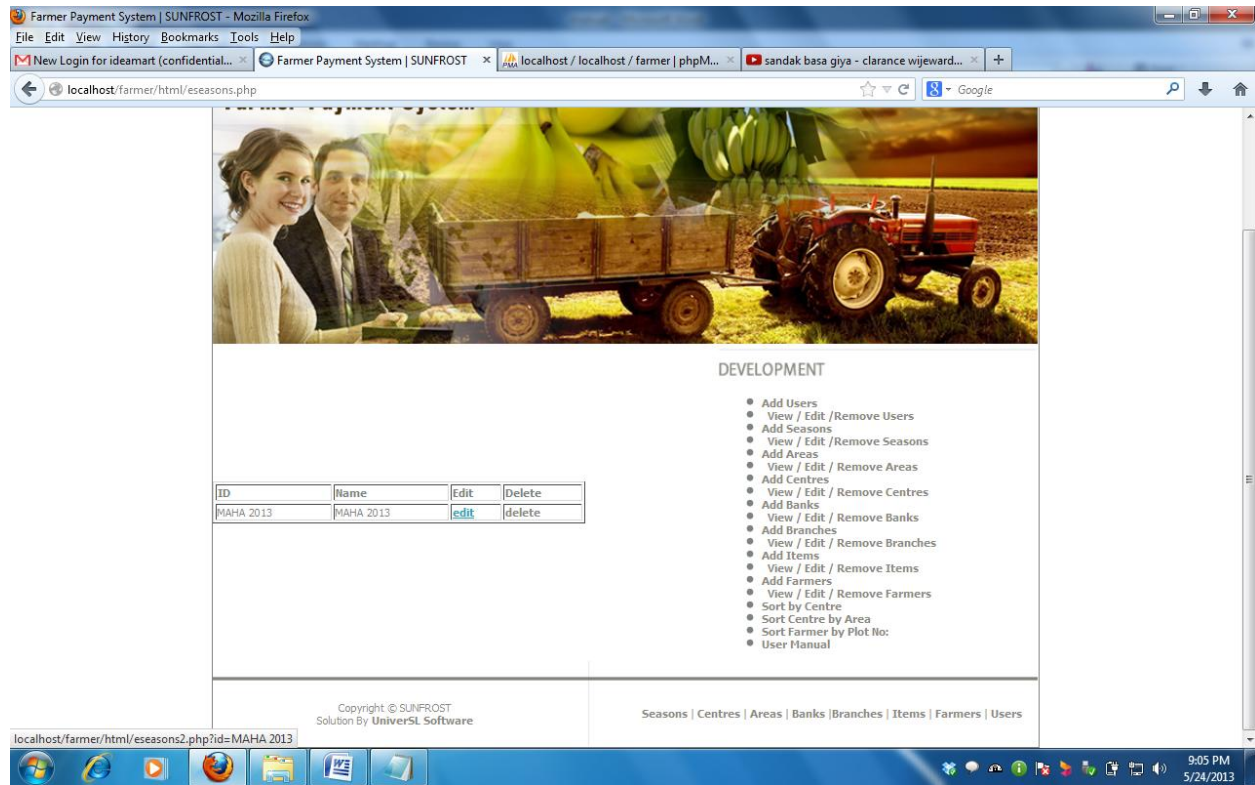 Farmer Payment System | SUNFROST - Mozilla Firefox
File Edit View History Bookmarks Tools Help
New Login for ideamart (confidential... × Farmer Payment System | SUNFROST × localhost / localhost / farmer | phpM... × sandak basa giya - clarance wijeward... × +
localhost/farmer/html/eseasons.php
Google
Farmer Payment System
DEVELOPMENT
Add Users
View / Edit /Remove Users
Add Seasons
View / Edit /Remove Seasons
Add Areas
View / Edit / Remove Areas
Add Centres
View / Edit / Remove Centres
Add Banks
View / Edit / Remove Banks
Add Branches
View / Edit / Remove Branches
Add Items
View / Edit / Remove Items
Add Farmers
View / Edit / Remove Farmers
Sort by Centre
Sort Centre by Area
Sort Farmer by Plot No:
User Manual
ID Name Edit Delete
MAHA 2013 MAHA 2013 edit delete
Copyright © SUNFROST
Solution By UniverSL Software
Seasons | Centres | Areas | Banks |Branches | Items | Farmers | Users
localhost/farmer/html/eseasons2.php?id=MAHA 2013
9:05 PM
5/24/2013